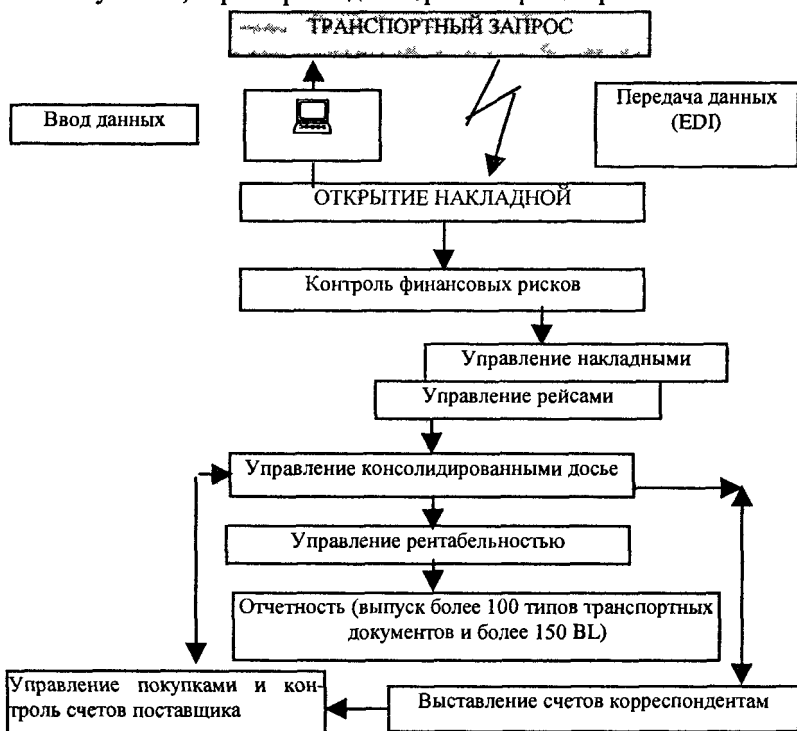 ТРАНСПОРТНЫЙ ЗАПРОС
Ввод данных
Передача данных
(EDI)
ОТКРЫТИЕ НАКЛАДНОЙ
Контроль финансовых рисков
Управление накладными
Управление рейсами
Управление консолидированными досье
Управление рентабельностью
Отчетность (выпуск более 100 типов транспортных
документов и более 150 BL)
Управление покупками и кон-
троль счетов поставщика
Выставление счетов корреспондентам